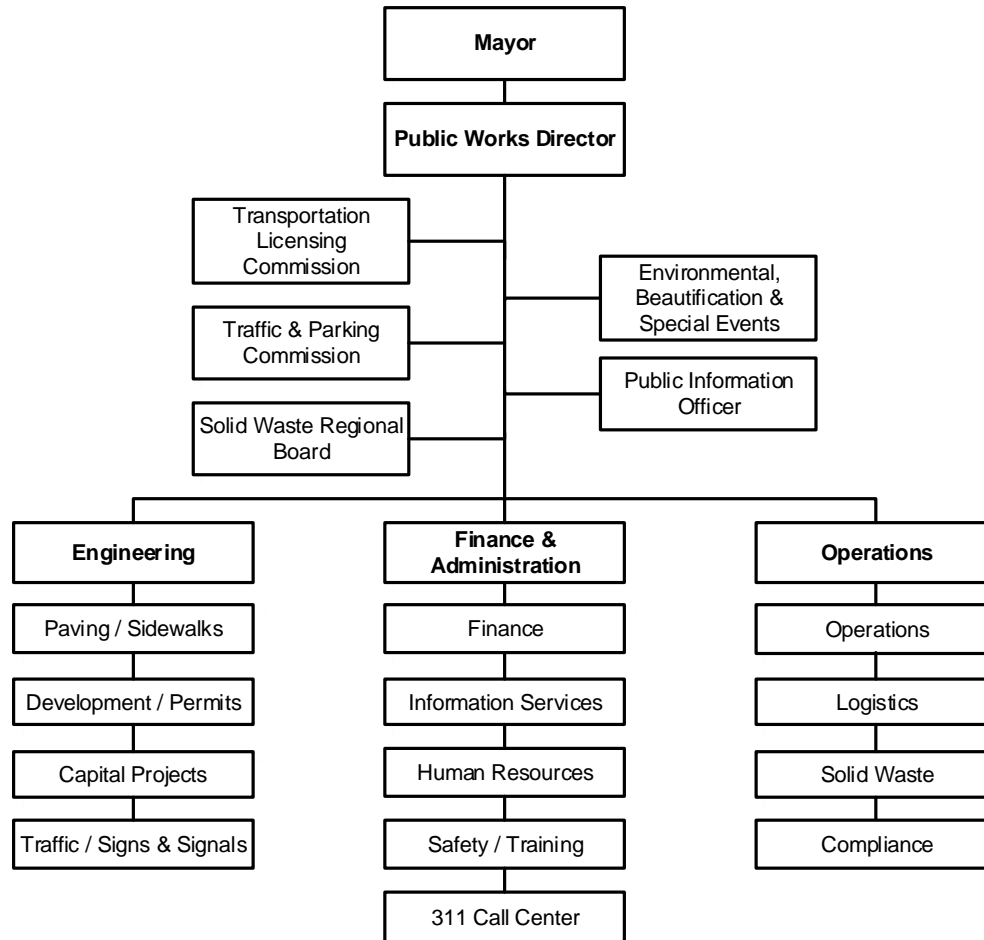 Mayor
Public Works Director
Transportation
Licensing
Commission
Environmental,
Beautification &
Special Events
Traffic & Parking
Commission
Public Information
Officer
Solid Waste Regional
Board
Engineering
Finance &
Administration
Operations
Paving / Sidewalks
Finance
Operations
Development / Permits
Information Services
Logistics
Capital Projects
Human Resources
Solid Waste
Traffic / Signs & Signals
Safety / Training
Compliance
311 Call Center